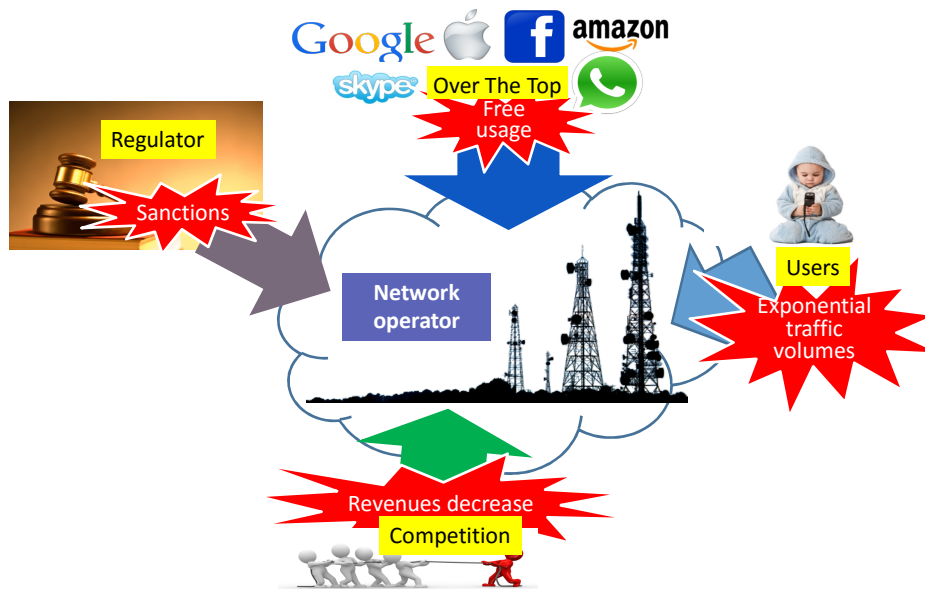 Google
amazon
skype
Over The Top
Free
usage
Regulator
Sanctions
Users
Exponential
traffic
volumes
Network
operator
Revenues decrease
Competition